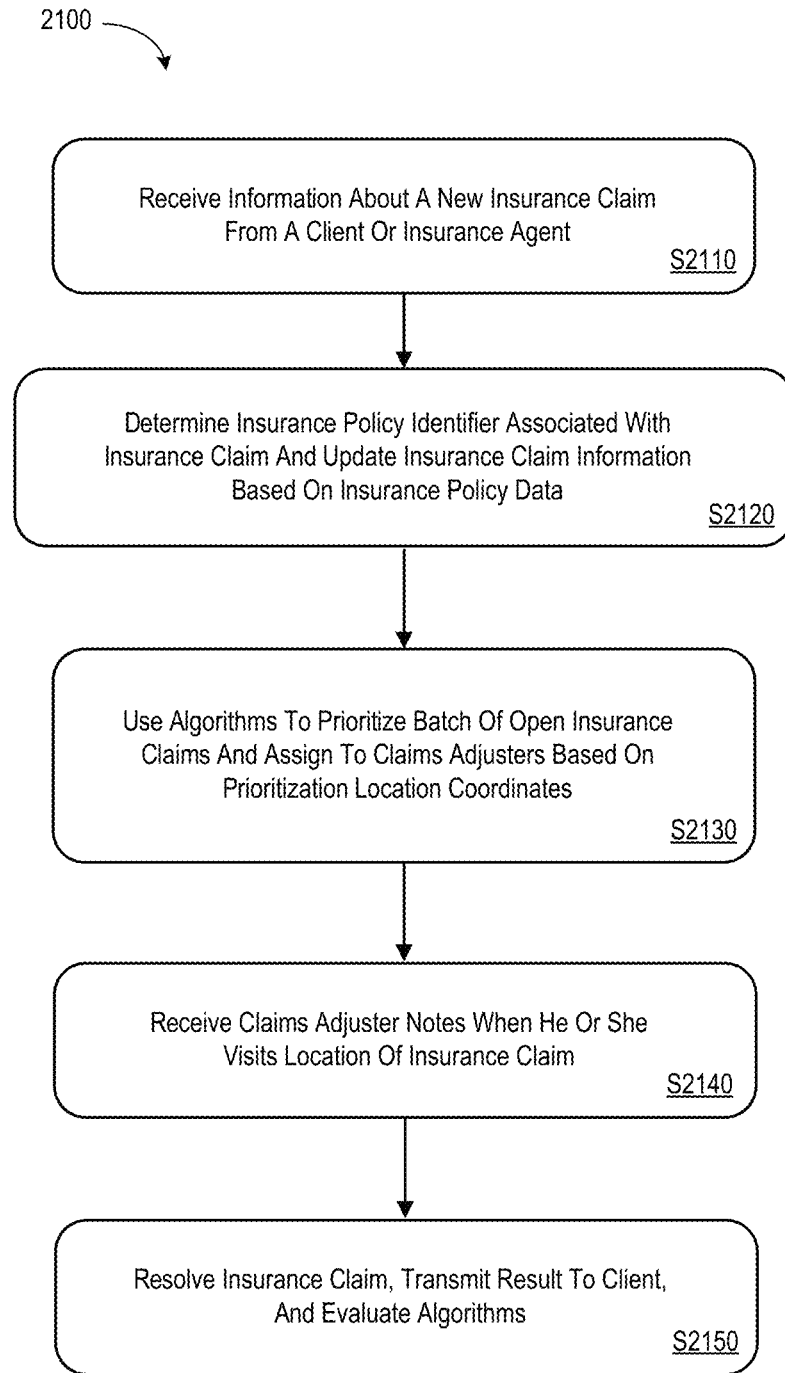 2100
Receive Information About A New Insurance Claim
From A Client Or Insurance Agent
S2110
Determine Insurance Policy Identifier Associated With
Insurance Claim And Update Insurance Claim Information
Based On Insurance Policy Data
S2120
Use Algorithms To Prioritize Batch Of Open Insurance
Claims And Assign To Claims Adjusters Based On
Prioritization Location Coordinates
S2130
Receive Claims Adjuster Notes When He Or She
Visits Location Of Insurance Claim
S2140
Resolve Insurance Claim, Transmit Result To Client,
And Evaluate Algorithms
S2150